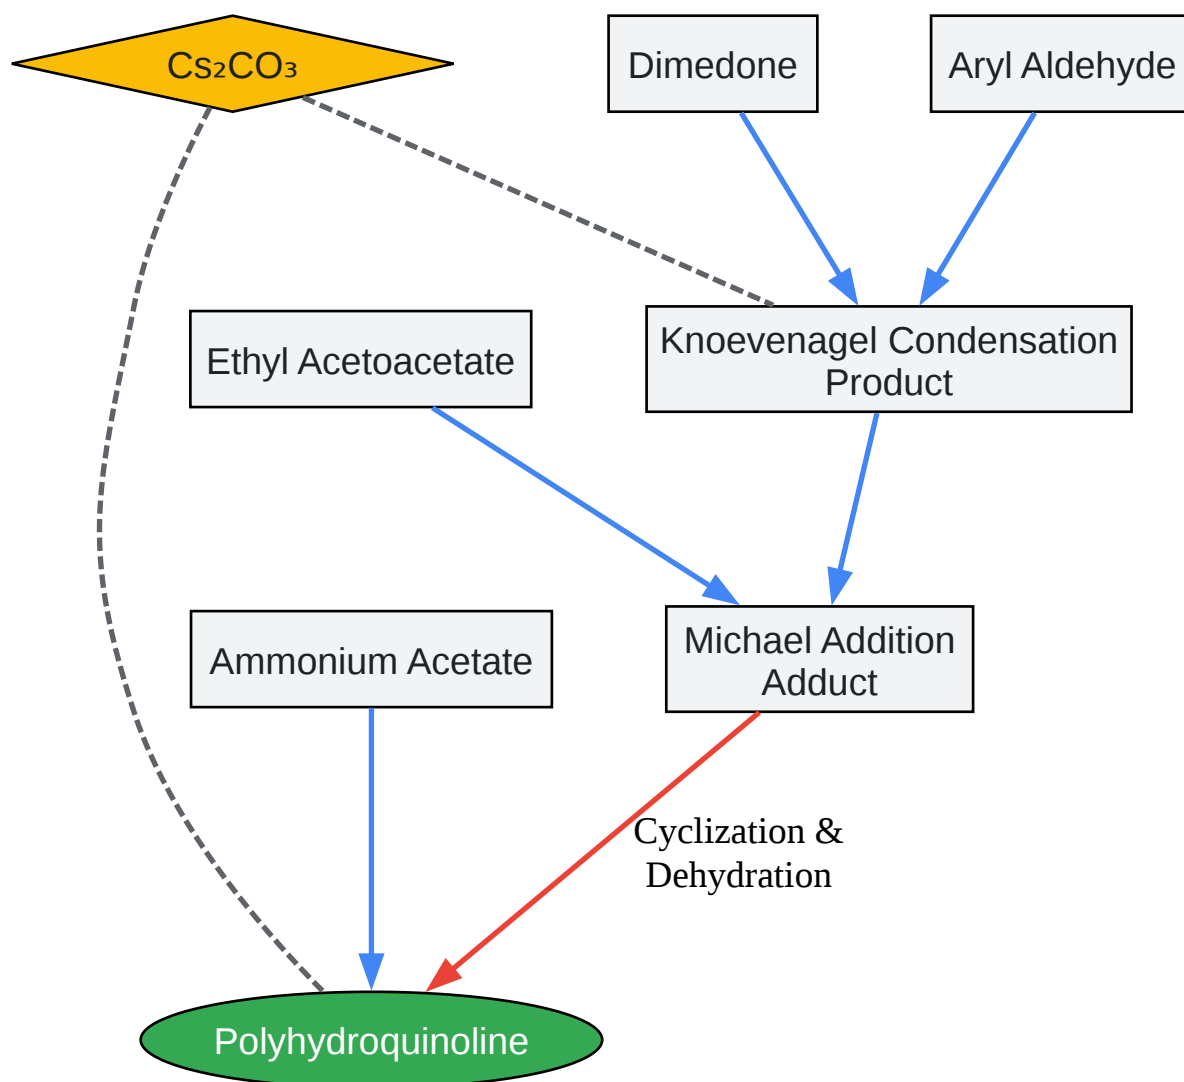 Cs₂CO₃
Dimedone
Aryl Aldehyde
Ethyl Acetoacetate
Knoevenagel Condensation
Product
Ammonium Acetate
Michael Addition
Adduct
Cyclization &
Dehydration
Polyhydroquinoline